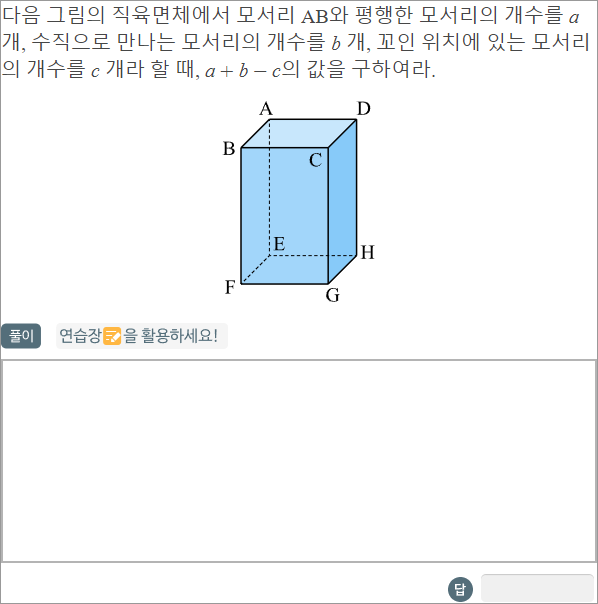 다음 그림의 직육면체에서 모서리 AB와 평행한 모서리의 개수를 a
개, 수직으로 만나는 모서리의 개수를 b 개, 꼬인 위치에 있는 모서리
의 개수를 c 개라 할 때, a + b − c의 값을 구하여라.
A D
B C
E H
F G
풀이 연습장 을 활용하세요!
답